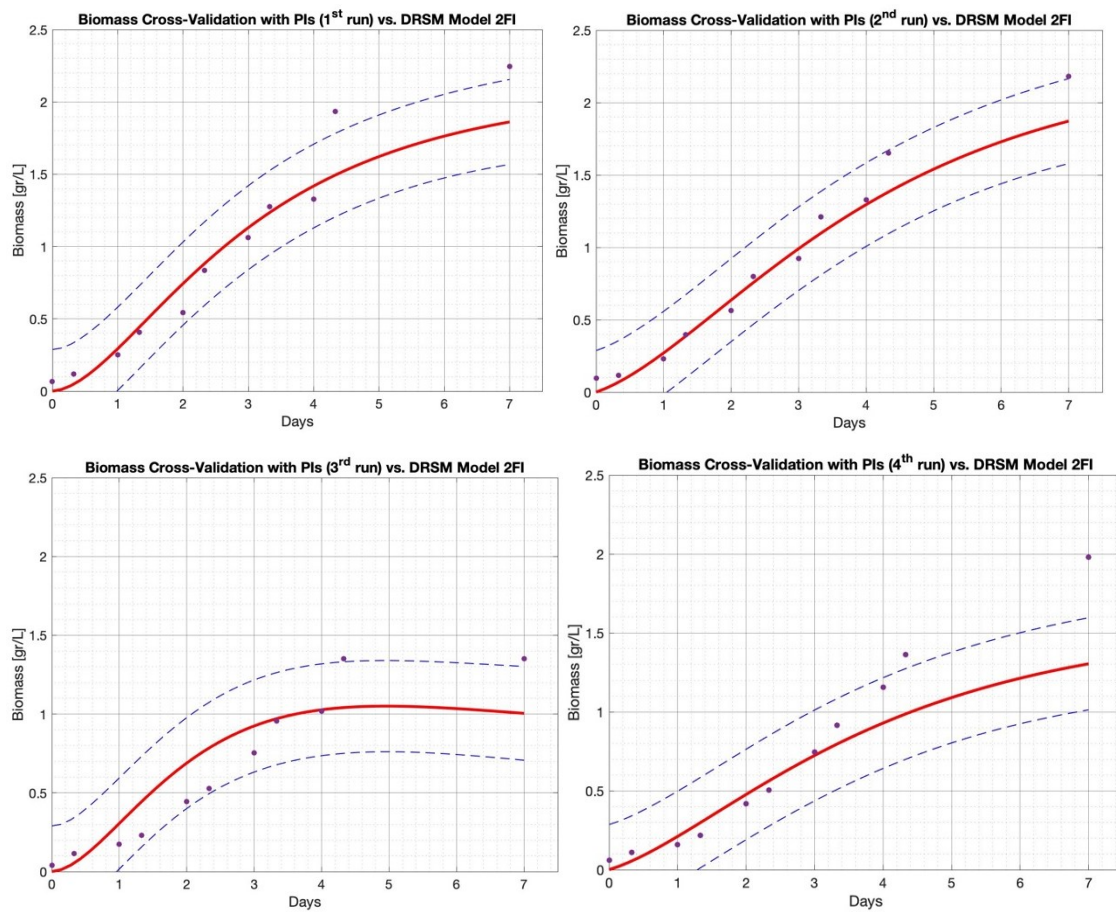 Biomass Cross-Validation with PIs (1st run) vs. DRSM Model 2FI
2.5
2
1.5
1
0.5
0
Biomass [gr/L]
0 1 2 3 4 5 6 7
Days
Biomass Cross-Validation with PIs (2nd run) vs. DRSM Model 2FI
2.5
2
1.5
1
0.5
0
Biomass [gr/L]
0 1 2 3 4 5 6 7
Days
Biomass Cross-Validation with PIs (3rd run) vs. DRSM Model 2FI
2.5
2
1.5
1
0.5
0
Biomass [gr/L]
0 1 2 3 4 5 6 7
Days
Biomass Cross-Validation with PIs (4th run) vs. DRSM Model 2FI
2.5
2
1.5
1
0.5
0
Biomass [gr/L]
0 1 2 3 4 5 6 7
Days